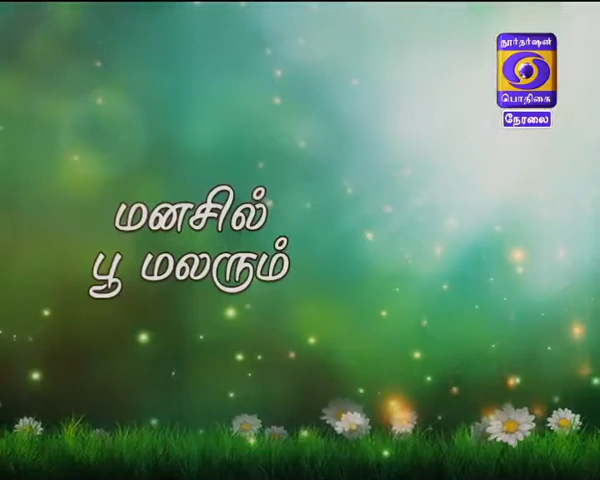 தூர்தர்ஷன்
பொதிகை
நேரலை
மனசில்
பூ மலரும்